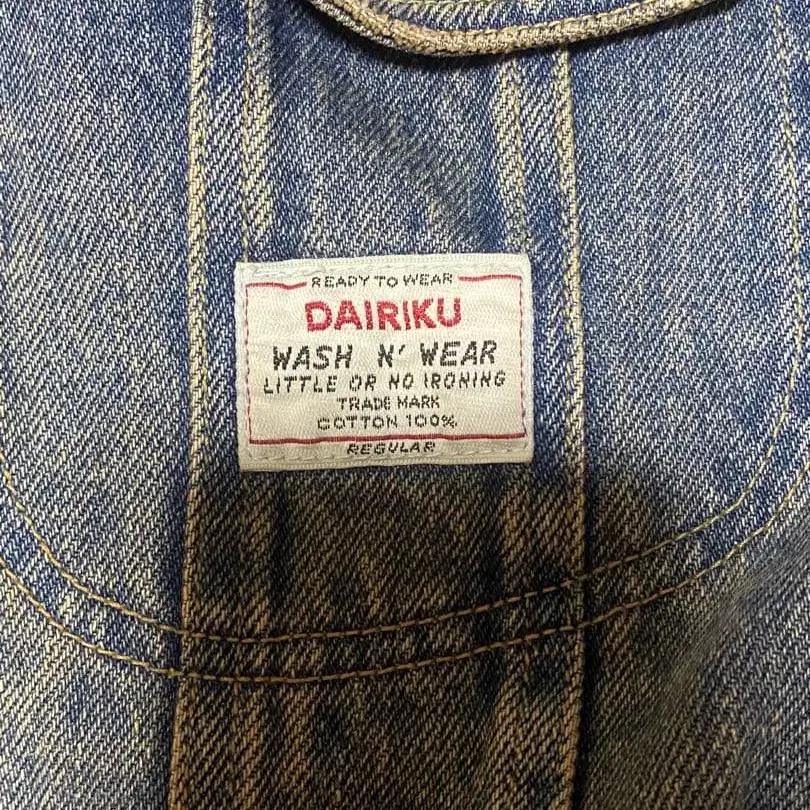 READY TO WEAR
DAIRIKU
WASH N' WEAR
LITTLE OR NO IRONING
TRADE MARK
COTTON 100%
REGULAR